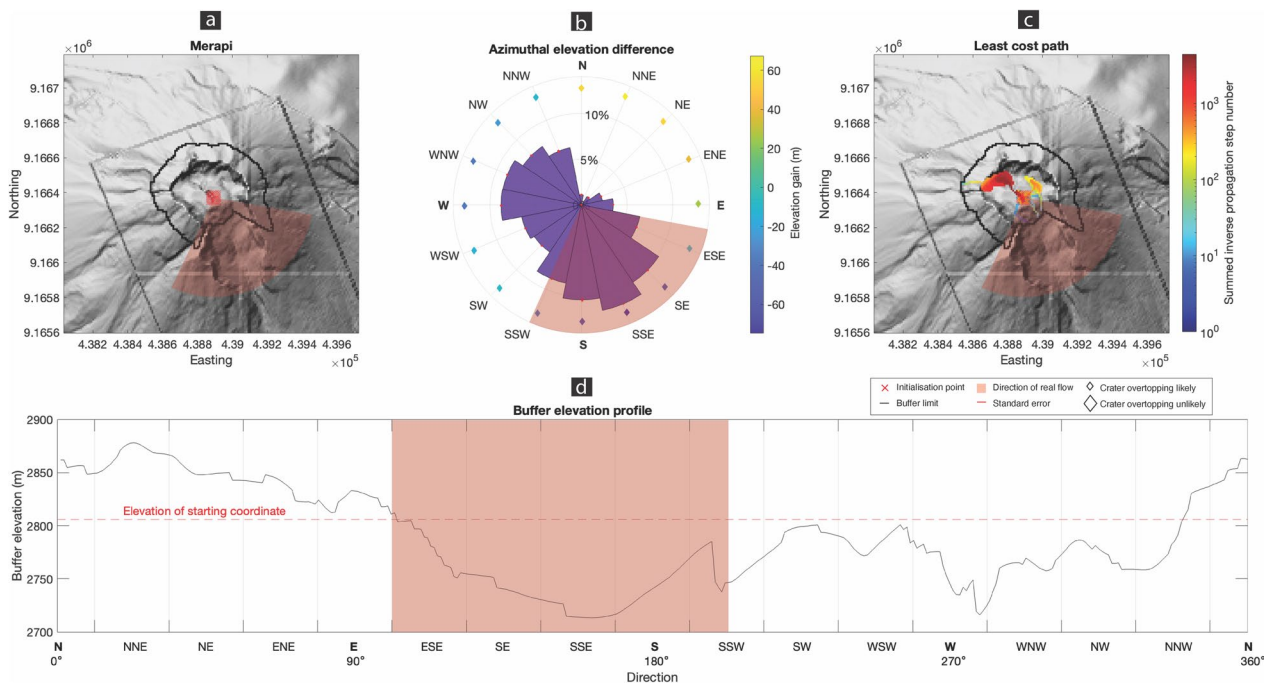 a
Merapi
×10⁶
9.167
9.1668
9.1666
9.1664
9.1662
9.166
9.1658
9.1656
Northing
4.382 4.384 4.386 4.388 4.39 4.392 4.394 4.396
×10⁵
Easting
b
Azimuthal elevation difference
N
NNW NNE
NW NE
WNW ENE
W E
WSW ESE
SW SE
SSW SSE
S
10%
5%
60
40
20
0
-20
-40
-60
Elevation gain (m)
c
Least cost path
×10⁶
9.167
9.1668
9.1666
9.1664
9.1662
9.166
9.1658
9.1656
Northing
4.382 4.384 4.386 4.388 4.39 4.392 4.394 4.396
×10⁵
Easting
10³
10²
10¹
10⁰
Summed inverse propagation step number
Initialisation point Direction of real flow Crater overtopping likely
Buffer limit Standard error Crater overtopping unlikely
d
Buffer elevation profile
2900
2850
2800
2750
2700
Buffer elevation (m)
Elevation of starting coordinate
N NNE NE ENE E ESE SE SSE S SSW SW WSW W WNW NW NNW N
0° 90° 180° 270° 360°
Direction